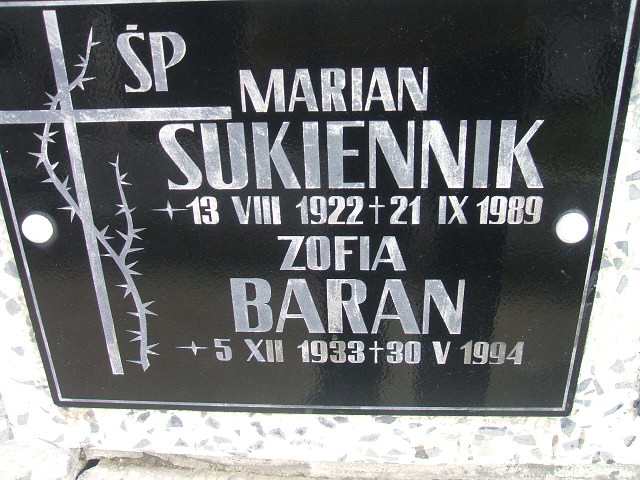 ŚP
MARIAN
SUKIENNIK
13 VIII 1922 † 21 IX 1989
ZOFIA
BARAN
5 XII 1933 † 30 V 1994